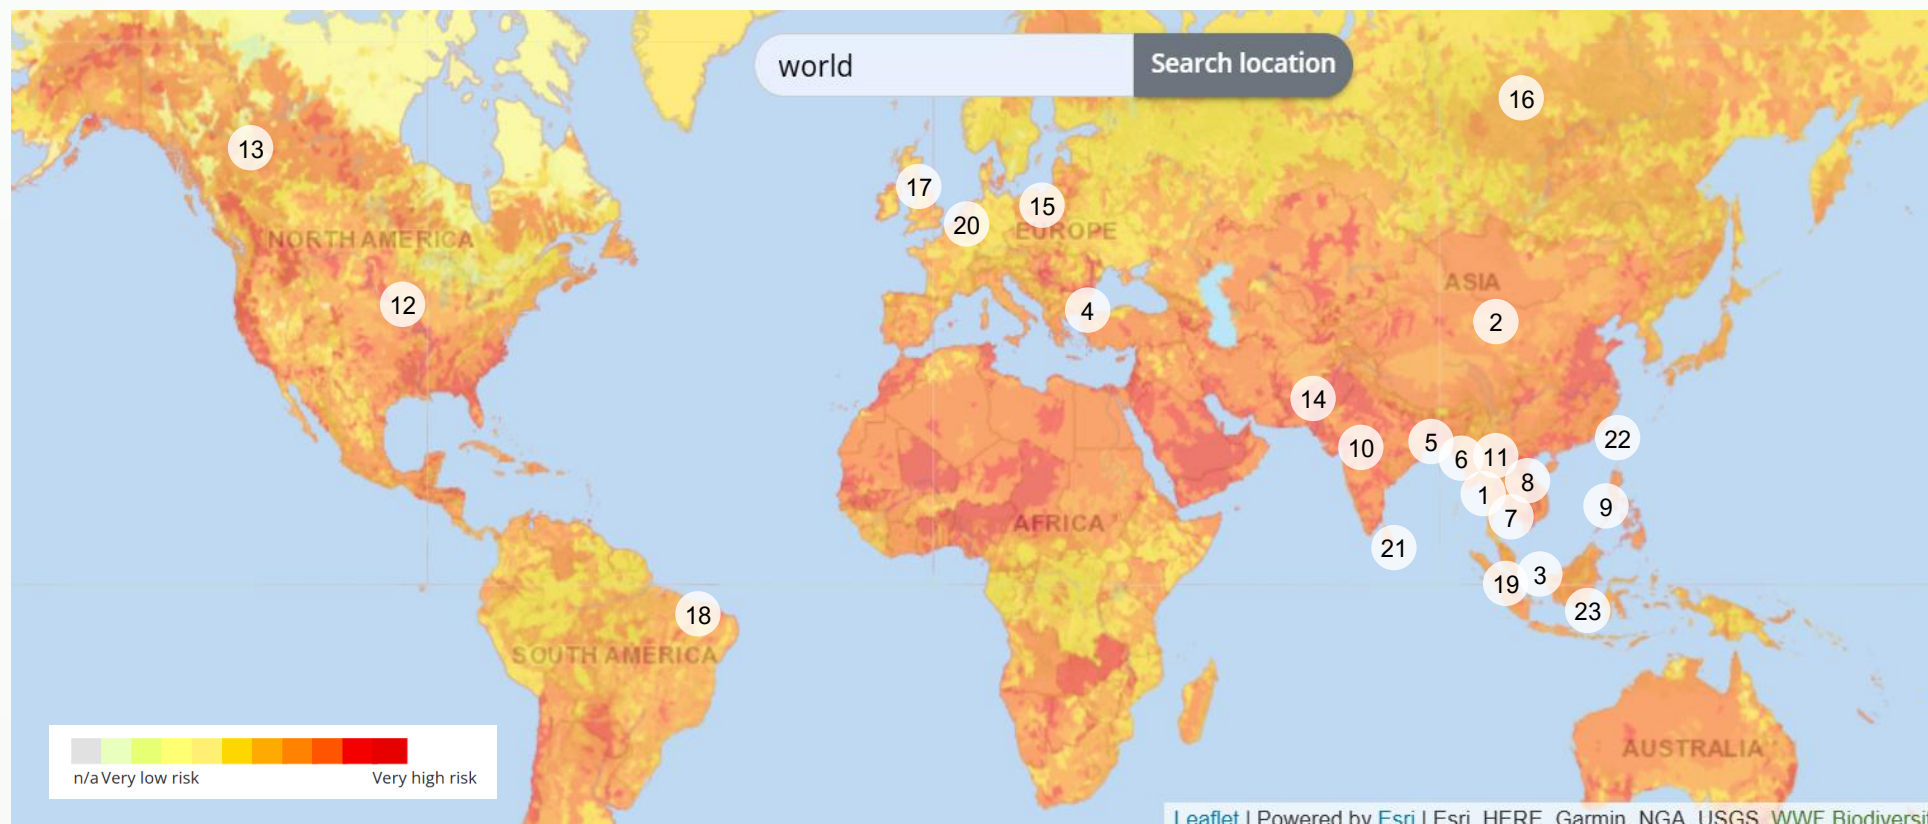 world
Search location
16
13
17
15
20
EUROPE
NORTH AMERICA
ASIA
12
4
2
14
22
10
5
6
11
8
1
9
7
AFRICA
21
3
19
23
18
SOUTH AMERICA
AUSTRALIA
n/a Very low risk
Very high risk
Leaflet | Powered by Esri | Esri, HERE, Garmin, NGA, USGS, WWF Biodiversi